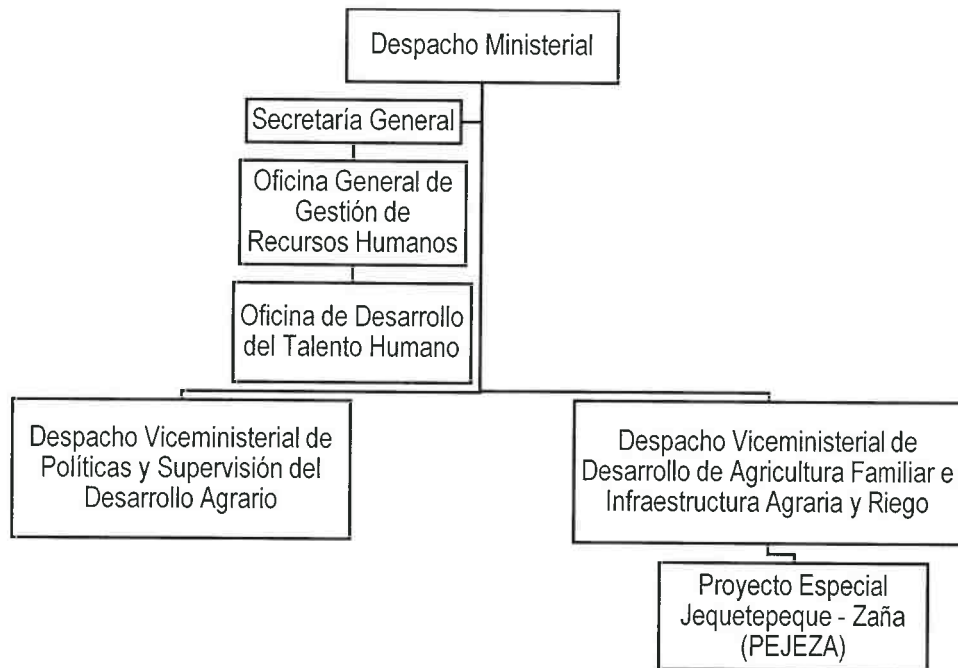 Despacho Ministerial
Secretaría General
Oficina General de
Gestión de
Recursos Humanos
Oficina de Desarrollo
del Talento Humano
Despacho Viceministerial de
Políticas y Supervisión del
Desarrollo Agrario
Despacho Viceministerial de
Desarrollo de Agricultura Familiar e
Infraestructura Agraria y Riego
Proyecto Especial
Jequetepeque - Zaña
(PEJEZA)